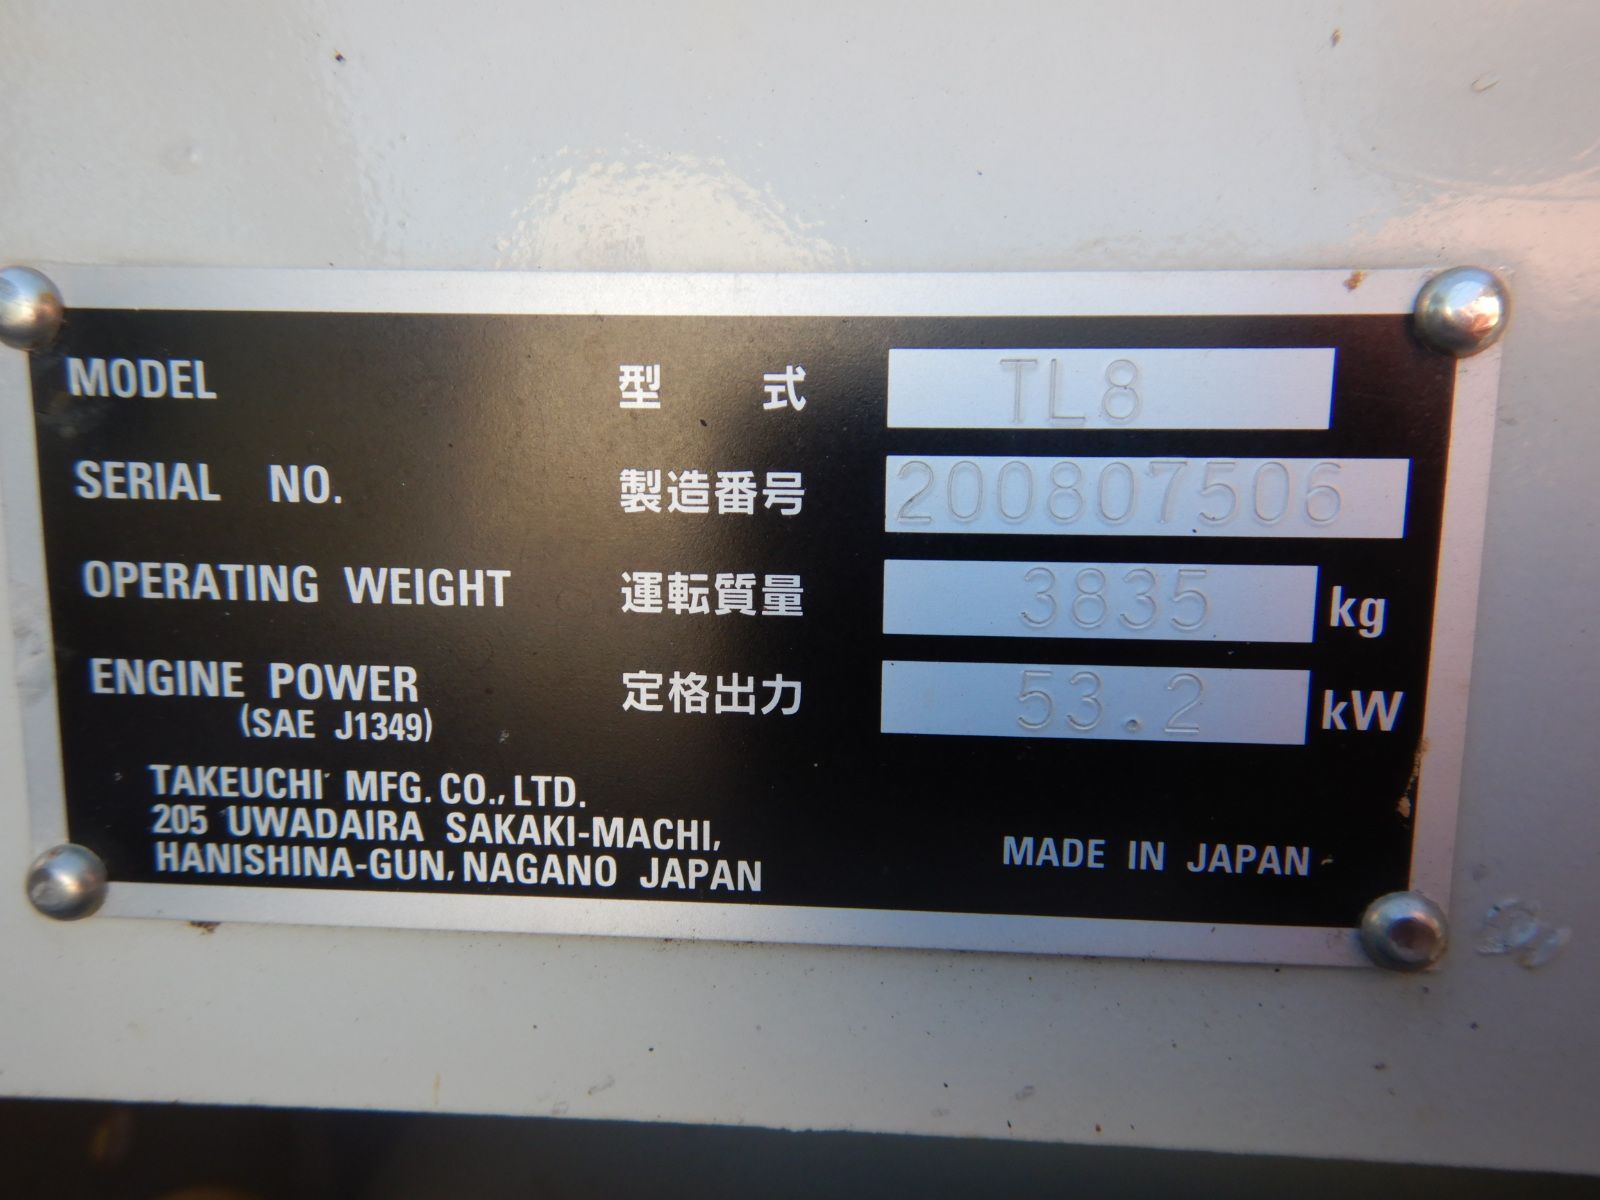 MODEL 型 式 TL8
SERIAL NO. 製造番号 200807506
OPERATING WEIGHT 運転質量 3835 kg
ENGINE POWER 定格出力 53.2 kW
(SAE J1349)
TAKEUCHI MFG. CO., LTD.
205 UWADAIRA SAKAKI-MACHI,
HANISHINA-GUN, NAGANO JAPAN
MADE IN JAPAN